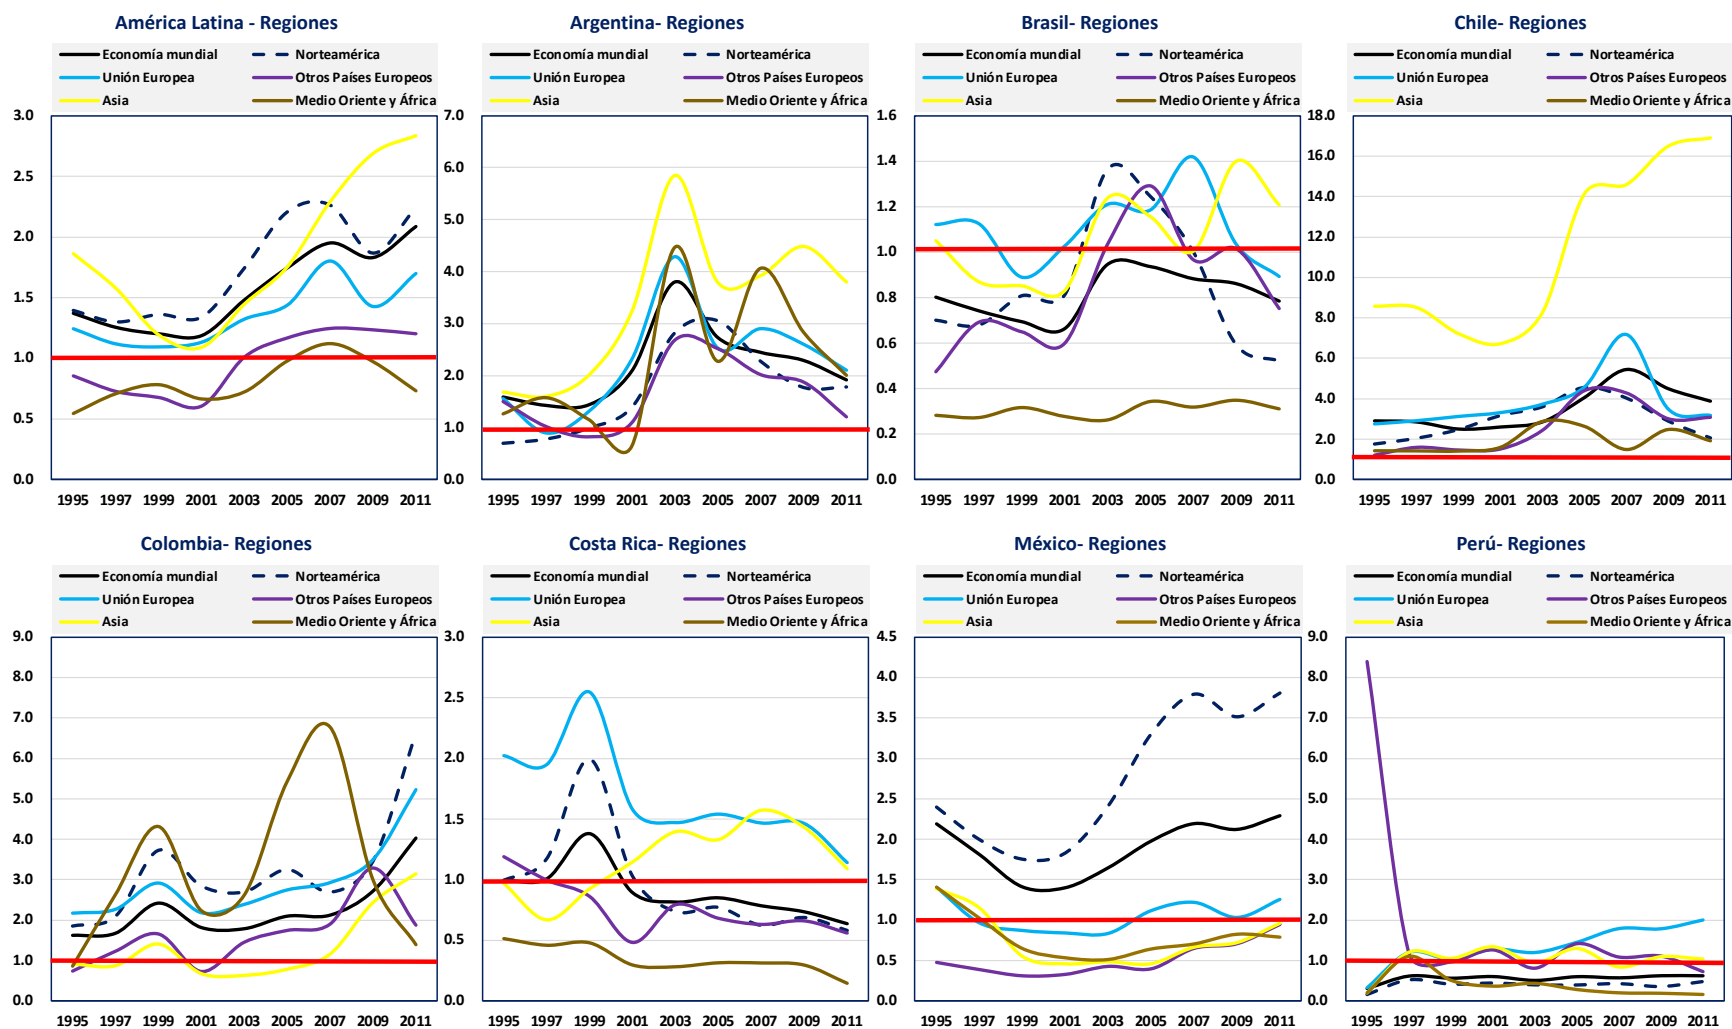 América Latina - Regiones
Economía mundial Norteamérica
Unión Europea Otros Países Europeos
Asia Medio Oriente y África
3.0
2.5
2.0
1.5
1.0
0.5
0.0
1995 1997 1999 2001 2003 2005 2007 2009 2011
Argentina- Regiones
Economía mundial Norteamérica
Unión Europea Otros Países Europeos
Asia Medio Oriente y África
7.0
6.0
5.0
4.0
3.0
2.0
1.0
0.0
1995 1997 1999 2001 2003 2005 2007 2009 2011
Brasil- Regiones
Economía mundial Norteamérica
Unión Europea Otros Países Europeos
Asia Medio Oriente y África
1.6
1.4
1.2
1.0
0.8
0.6
0.4
0.2
0.0
1995 1997 1999 2001 2003 2005 2007 2009 2011
Chile- Regiones
Economía mundial Norteamérica
Unión Europea Otros Países Europeos
Asia Medio Oriente y África
18.0
16.0
14.0
12.0
10.0
8.0
6.0
4.0
2.0
0.0
1995 1997 1999 2001 2003 2005 2007 2009 2011
Colombia- Regiones
Economía mundial Norteamérica
Unión Europea Otros Países Europeos
Asia Medio Oriente y África
9.0
8.0
7.0
6.0
5.0
4.0
3.0
2.0
1.0
0.0
1995 1997 1999 2001 2003 2005 2007 2009 2011
Costa Rica- Regiones
Economía mundial Norteamérica
Unión Europea Otros Países Europeos
Asia Medio Oriente y África
3.0
2.5
2.0
1.5
1.0
0.5
0.0
1995 1997 1999 2001 2003 2005 2007 2009 2011
México- Regiones
Economía mundial Norteamérica
Unión Europea Otros Países Europeos
Asia Medio Oriente y África
4.5
4.0
3.5
3.0
2.5
2.0
1.5
1.0
0.5
0.0
1995 1997 1999 2001 2003 2005 2007 2009 2011
Perú- Regiones
Economía mundial Norteamérica
Unión Europea Otros Países Europeos
Asia Medio Oriente y África
9.0
8.0
7.0
6.0
5.0
4.0
3.0
2.0
1.0
0.0
1995 1997 1999 2001 2003 2005 2007 2009 2011